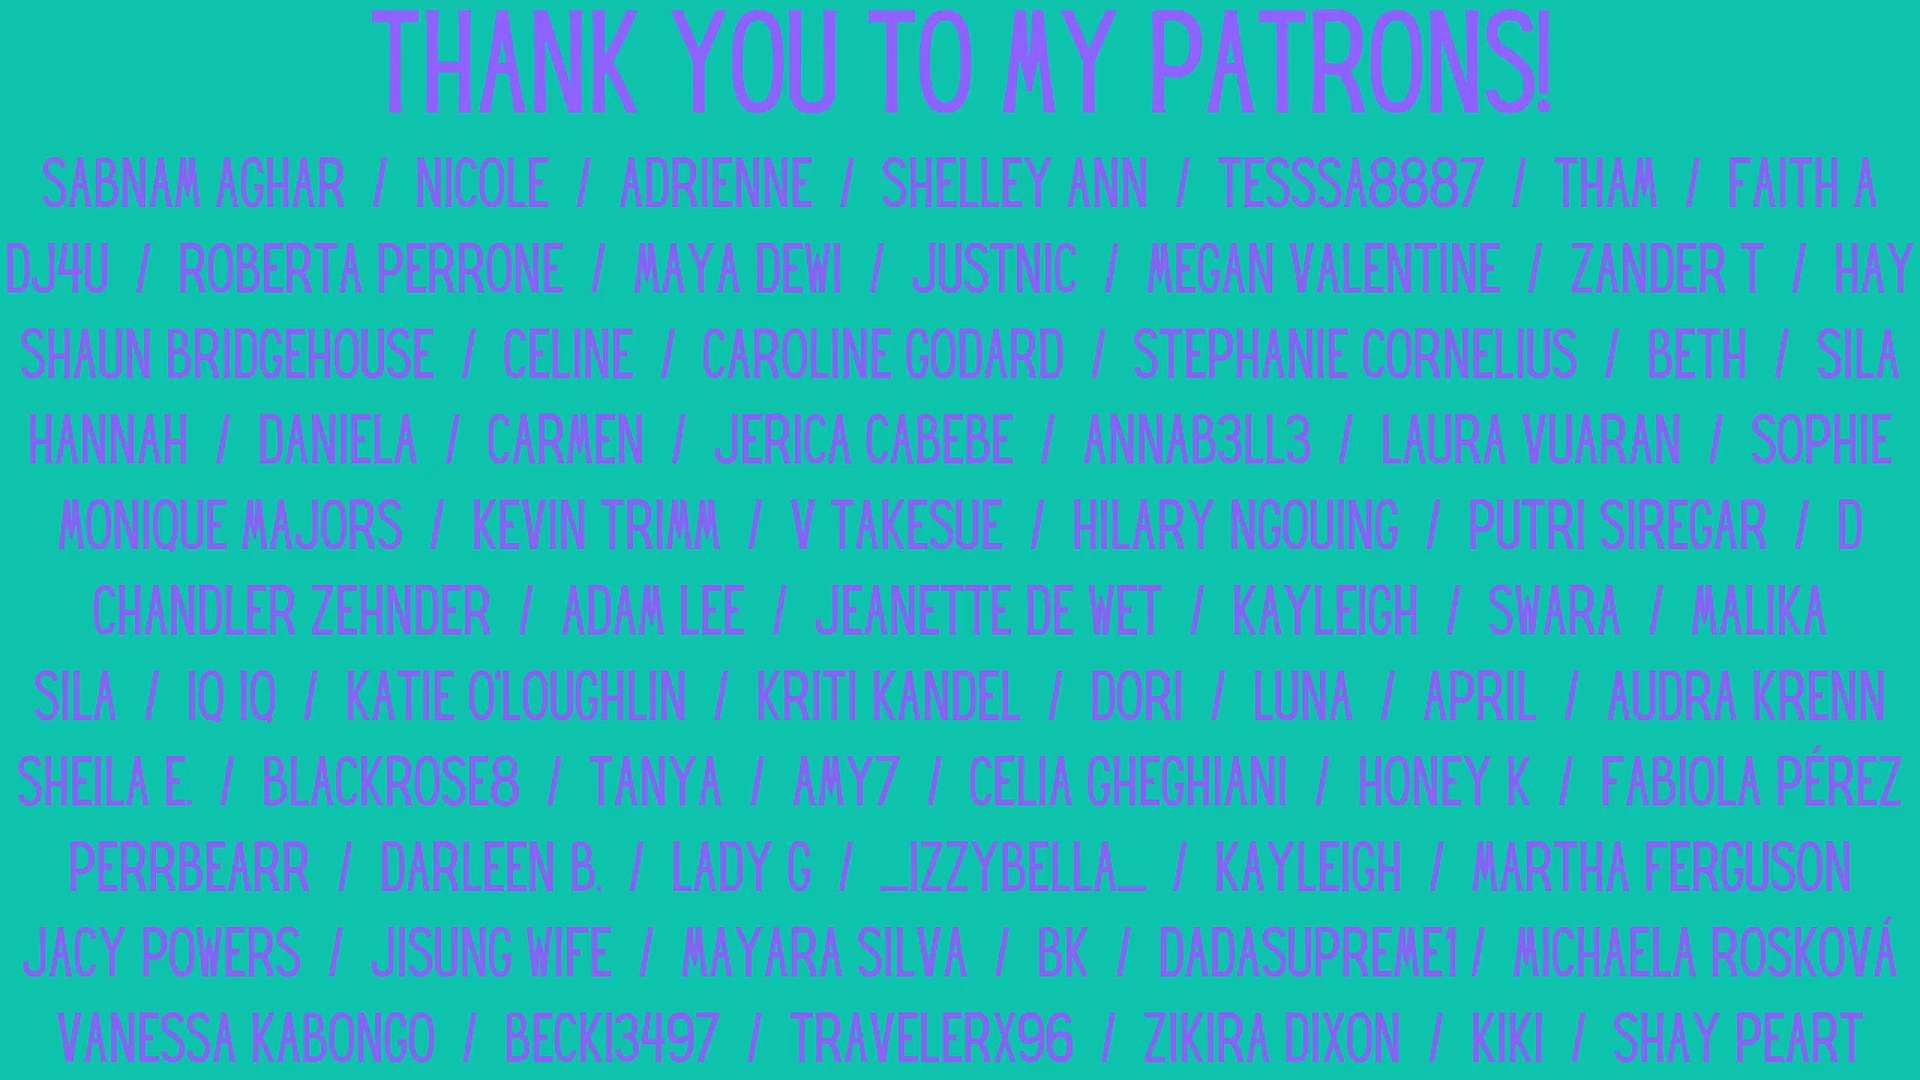 THANK YOU TO MY PATRONS!
SABNAM AGHAR / NICOLE / ADRIENNE / SHELLEY ANN / TESSSA8887 / THAM / FAITH A
DJ4U / ROBERTA PERRONE / MAYA DEWI / JUSTNIC / MEGAN VALENTINE / ZANDER T / HAY
SHAUN BRIDGEHOUSE / CELINE / CAROLINE GODARD / STEPHANIE CORNELIUS / BETH / SILA
HANNAH / DANIELA / CARMEN / JERICA CABEBE / ANNAB3LL3 / LAURA VUARAN / SOPHIE
MONIQUE MAJORS / KEVIN TRIMM / V TAKESUE / HILARY NGOUING / PUTRI SIREGAR / D
CHANDLER ZEHNDER / ADAM LEE / JEANETTE DE WET / KAYLEIGH / SWARA / MALIKA
SILA / IQ IQ / KATIE O'LOUGHLIN / KRITI KANDEL / DORI / LUNA / APRIL / AUDRA KRENN
SHEILA E. / BLACKROSE8 / TANYA / AMY7 / CELIA GHEGHIANI / HONEY K / FABIOLA PÉREZ
PERRBEARR / DARLEEN B. / LADY G / _IZZYBELLA_ / KAYLEIGH / MARTHA FERGUSON
JACY POWERS / JISUNG WIFE / MAYARA SILVA / BK / DADASUPREME1 / MICHAELA ROSKOVÁ
VANESSA KABONGO / BECKI3497 / TRAVELERX96 / ZIKIRA DIXON / KIKI / SHAY PEART